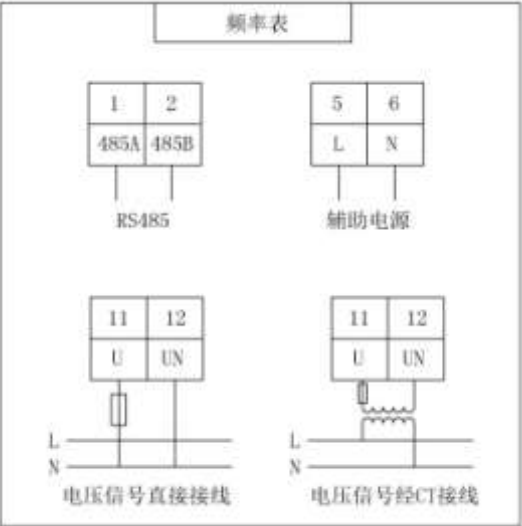 频率表
1 2
485A 485B
RS485
5 6
L N
辅助电源
11 12
U UN
L
N
电压信号直接接线
11 12
U UN
L
N
电压信号经CT接线